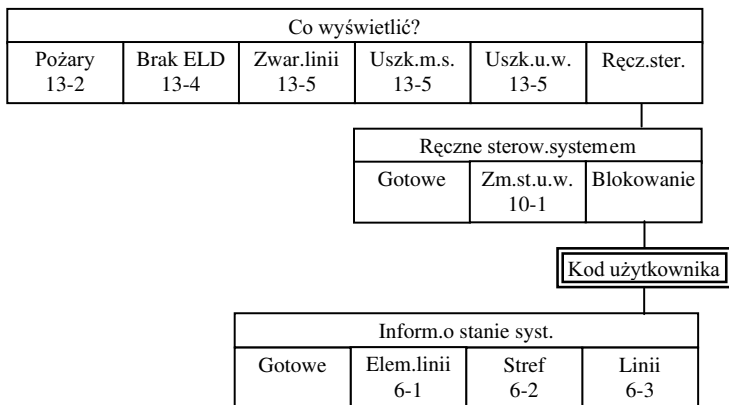 Co wyświetlić?
Pożary Brak ELD Zwar.linii Uszk.m.s. Uszk.u.w. Ręcz.ster.
13-2 13-4 13-5 13-5 13-5
Ręczne sterow.systemem
Gotowe Zm.st.u.w. Blokowanie
10-1
Kod użytkownika
Inform.o stanie syst.
Gotowe Elem.linii Stref Linii
6-1 6-2 6-3